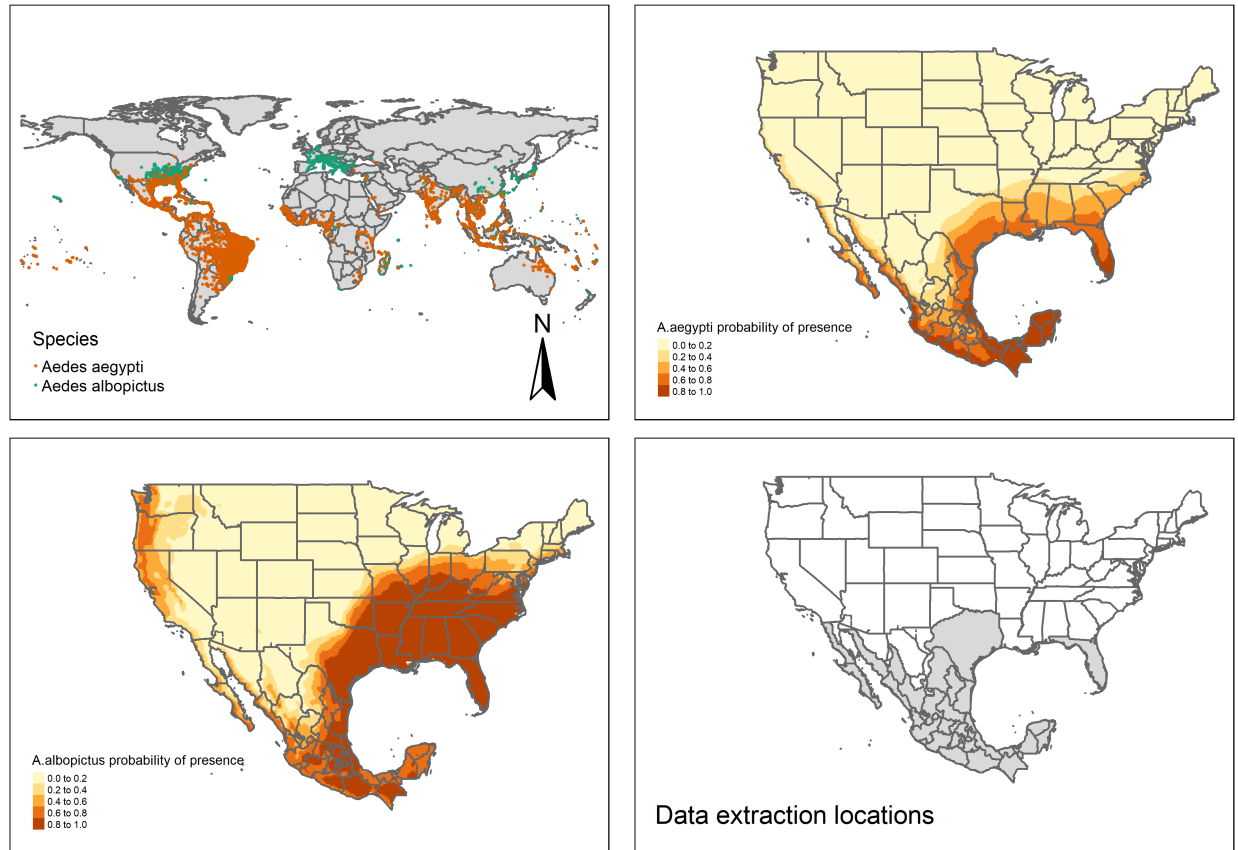 N
Species
Aedes aegypti
Aedes albopictus
A.aegypti probability of presence
0.0 to 0.2
0.2 to 0.4
0.4 to 0.6
0.6 to 0.8
0.8 to 1.0
A.albopictus probability of presence
0.0 to 0.2
0.2 to 0.4
0.4 to 0.6
0.6 to 0.8
0.8 to 1.0
Data extraction locations